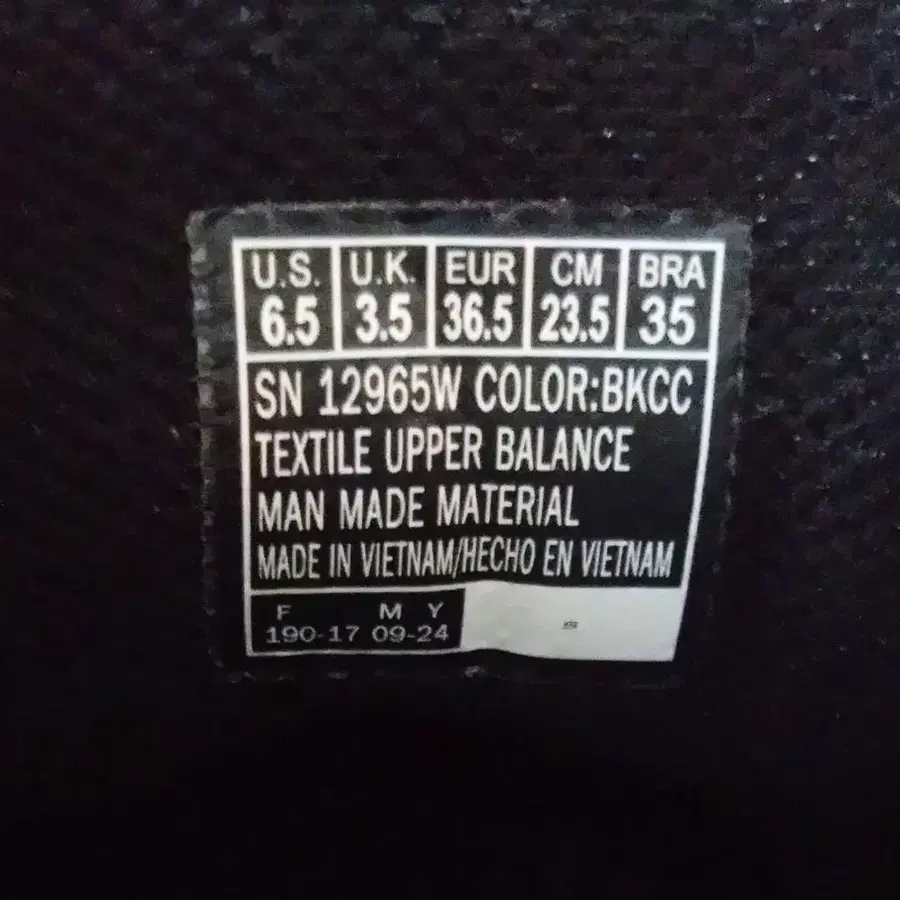 U.S. U.K. EUR CM BRA
6.5 3.5 36.5 23.5 35
SN 12965W COLOR:BKCC
TEXTILE UPPER BALANCE
MAN MADE MATERIAL
MADE IN VIETNAM/HECHO EN VIETNAM
F M Y
190-17 09-24